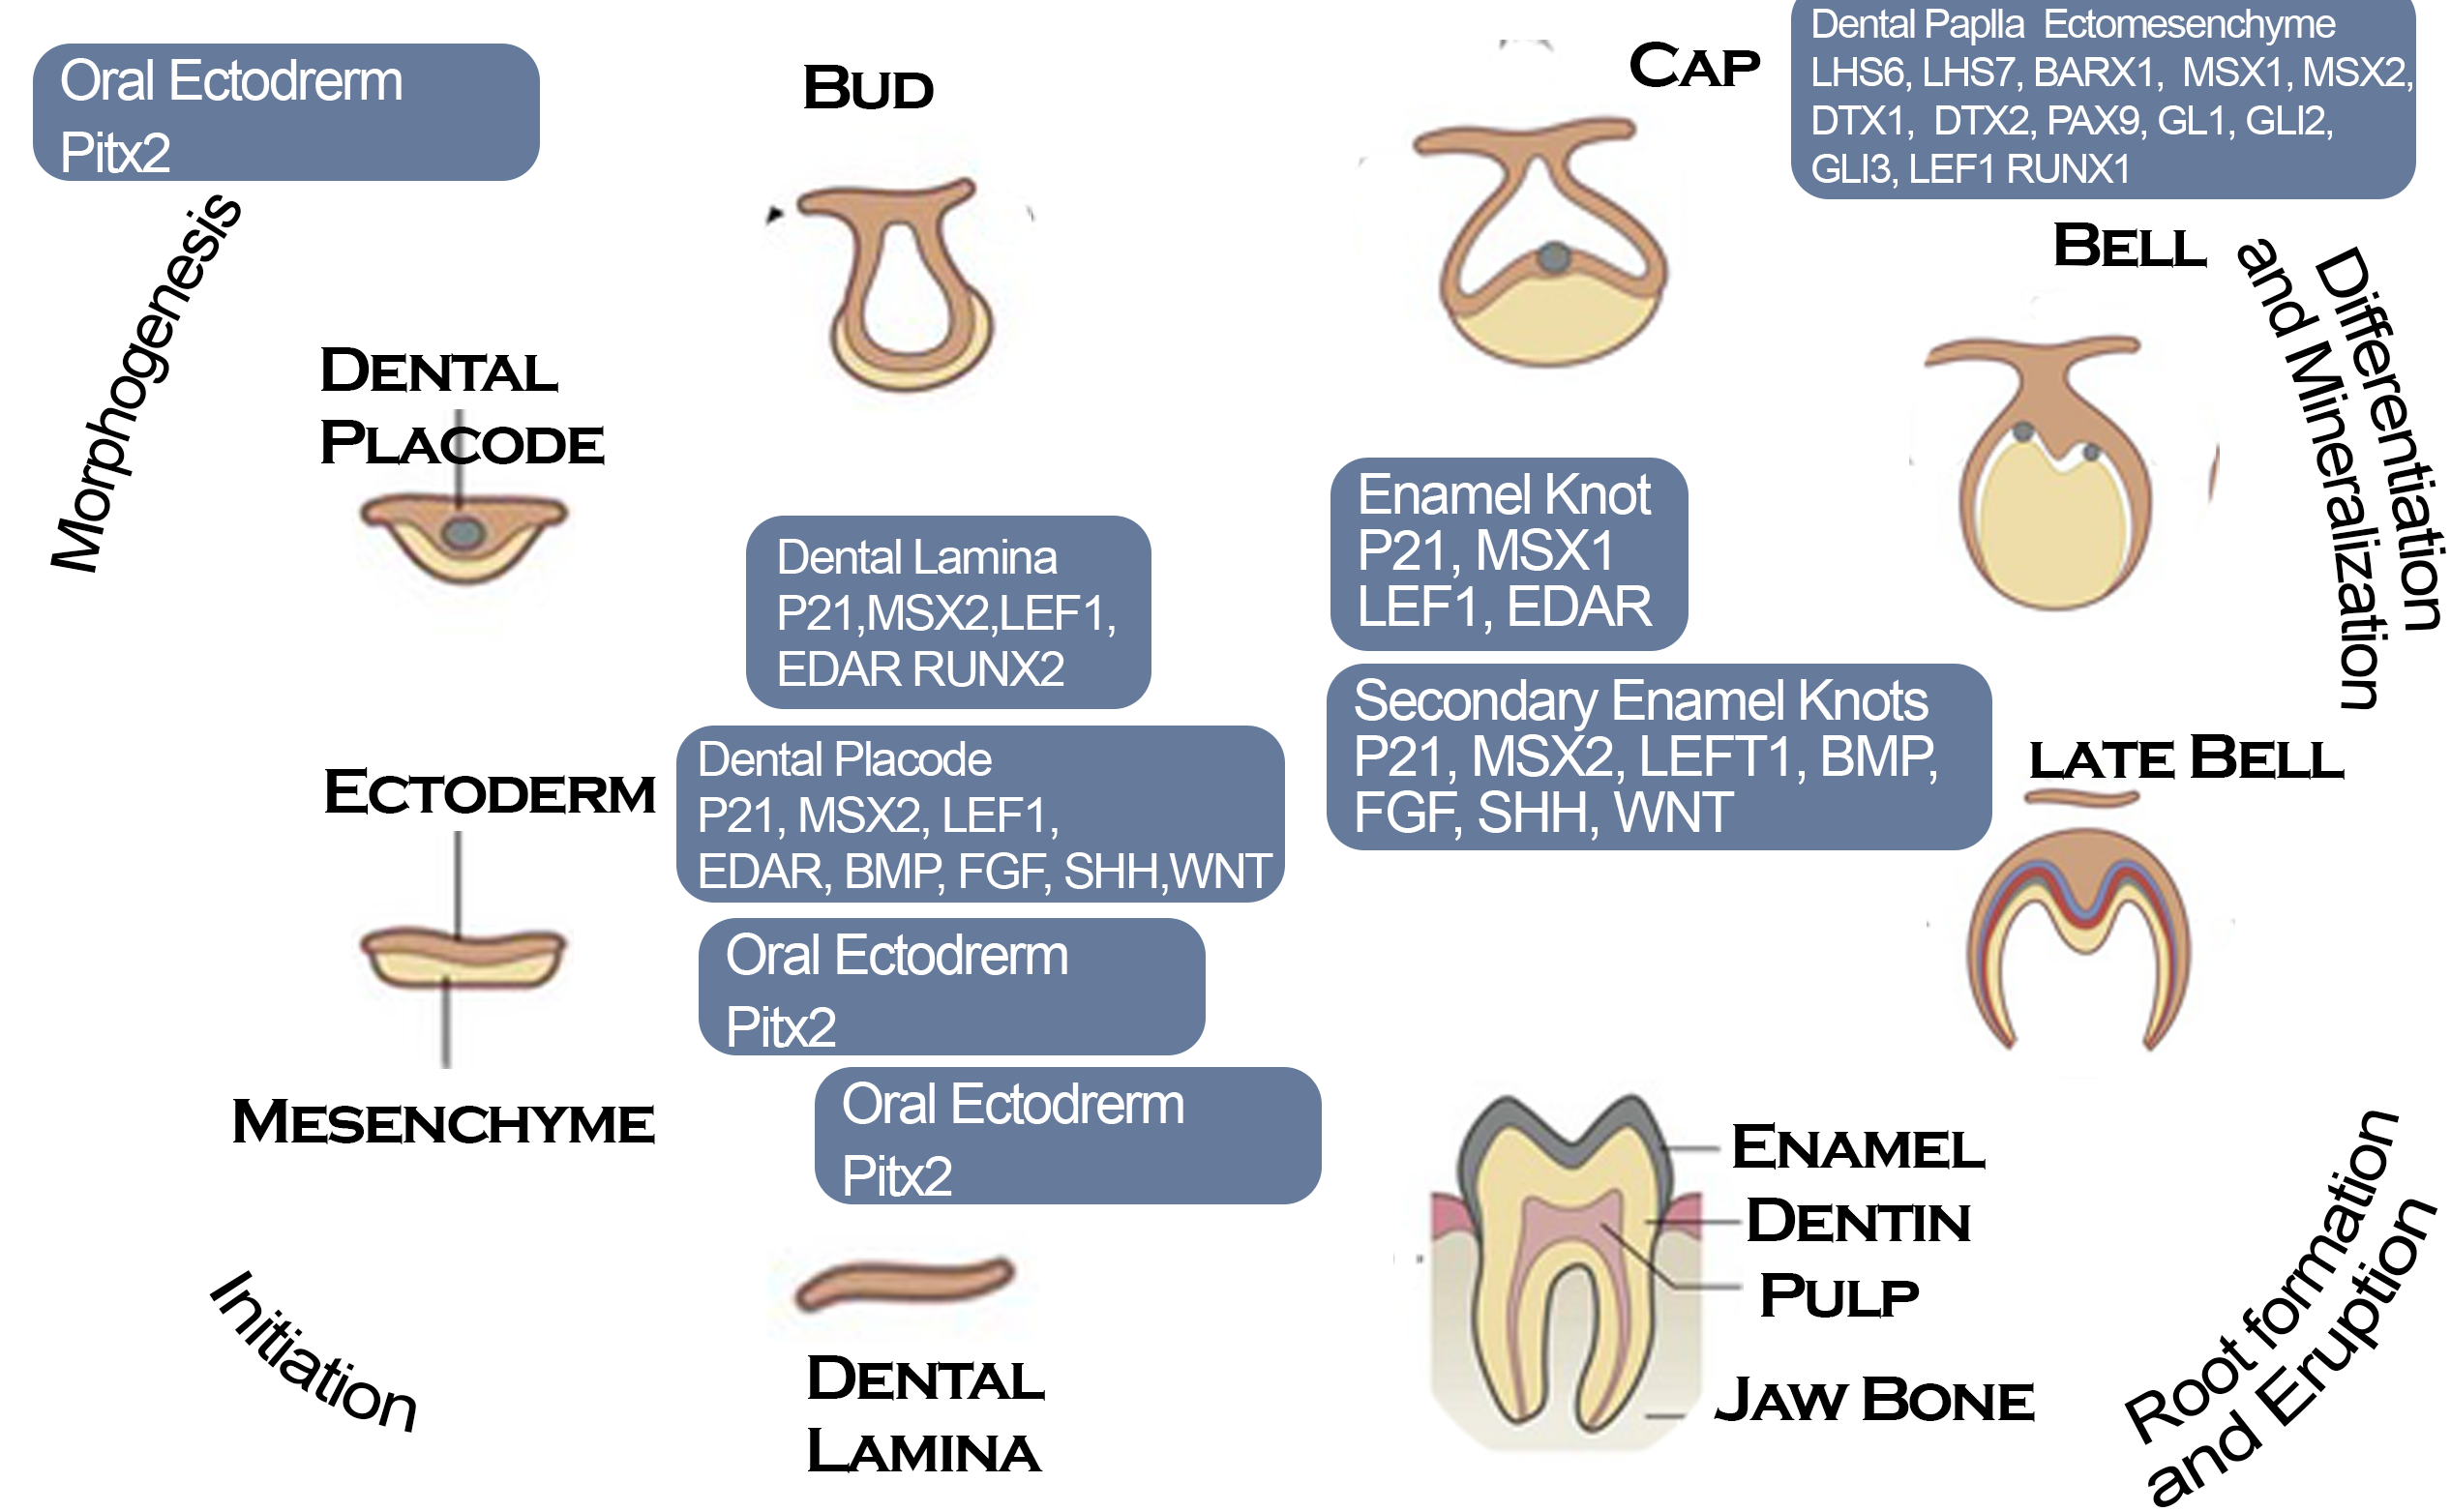 Oral Ectodrerm
Pitx2
BUD
CAP
Dental Paplla Ectomesenchyme
LHS6, LHS7, BARX1, MSX1, MSX2,
DTX1, DTX2, PAX9, GL1, GLI2,
GLI3, LEF1 RUNX1
Morphogenesis
BELL
Differentiation
and Mineralization
DENTAL
PLACODE
Enamel Knot
P21, MSX1
LEF1, EDAR
Dental Lamina
P21,MSX2,LEF1,
EDAR RUNX2
Secondary Enamel Knots
P21, MSX2, LEFT1, BMP,
FGF, SHH, WNT
ECTODERM
Dental Placode
P21, MSX2, LEF1,
EDAR, BMP, FGF, SHH,WNT
LATE BELL
Oral Ectodrerm
Pitx2
MESENCHYME
Oral Ectodrerm
Pitx2
ENAMEL
DENTIN
PULP
JAW BONE
Initiation
DENTAL
LAMINA
Root formation
and Eruption